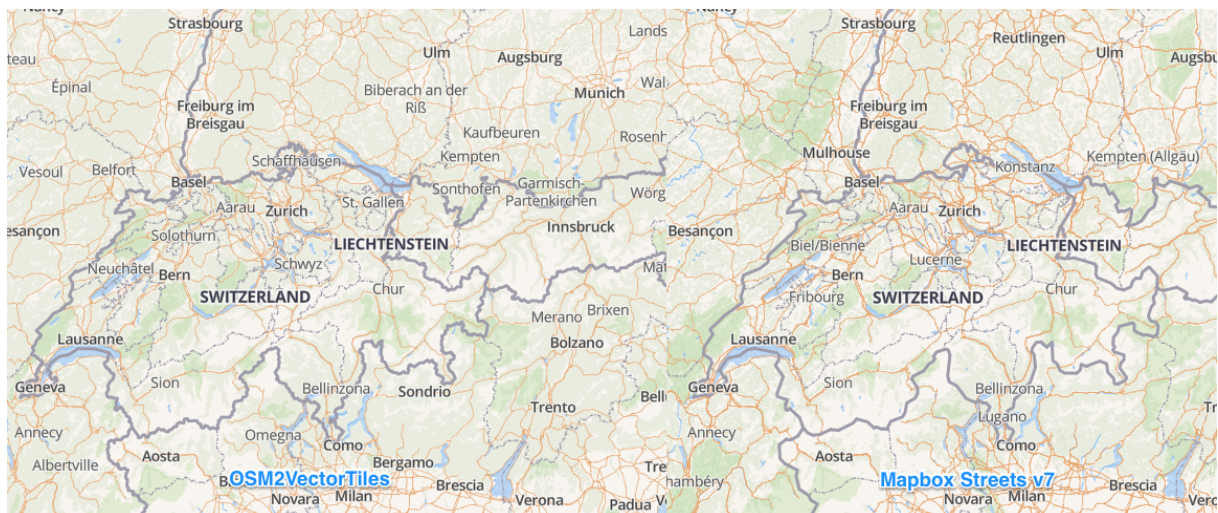 Strasbourg
Lands
Ulm
Augsburg
Épinal
Biberach an der
Riß
Munich
Freiburg im
Breisgau
Kaufbeuren
Rosenh
Schaffhausen
Kempten
Vesoul
Belfort
Basel
Sonthofen
Garmisch-
Partenkirchen
Wörg
Aarau
Zurich
St. Gallen
Innsbruck
Solothurn
LIECHTENSTEIN
Neuchâtel
Bern
Schwyz
SWITZERLAND
Chur
Merano
Brixen
Lausanne
Bolzano
Geneva
Sion
Bellinzona
Sondrio
Trento
Annecy
Omegna
Como
Albertville
Aosta
Bergamo
OSM2VectorTiles
Brescia
Novara
Milan
Verona
Padua
Strasbourg
Reutlingen
Ulm
Augsbu
Freiburg im
Breisgau
Mulhouse
Konstanz
Kempten (Allgäu)
Basel
Aarau
Zurich
Besançon
Biel/Bienne
LIECHTENSTEIN
Lucerne
Bern
Fribourg
SWITZERLAND
Chur
Lausanne
Geneva
Sion
Bellinzona
Lugano
Annecy
Como
Aosta
Mapbox Streets v7
Brescia
Novara
Milan
Verona